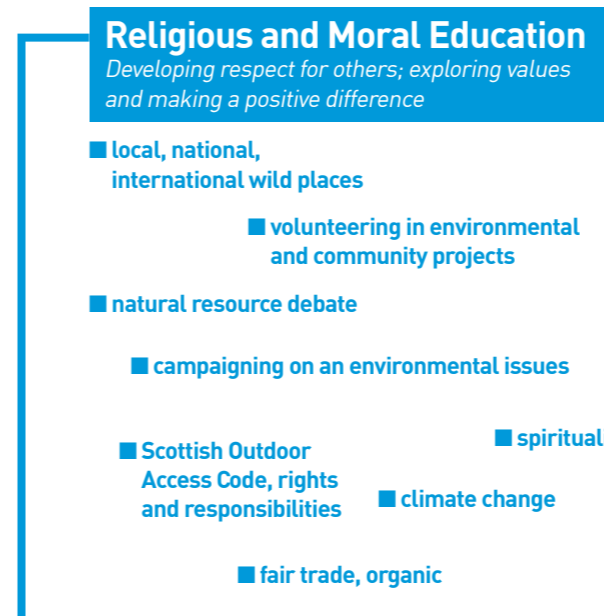 Religious and Moral Education
Developing respect for others; exploring values
and making a positive difference
■ local, national,
international wild places
■ volunteering in environmental
and community projects
■ natural resource debate
■ campaigning on an environmental issues
■ spiritual
■ Scottish Outdoor
Access Code, rights
and responsibilities
■ climate change
■ fair trade, organic